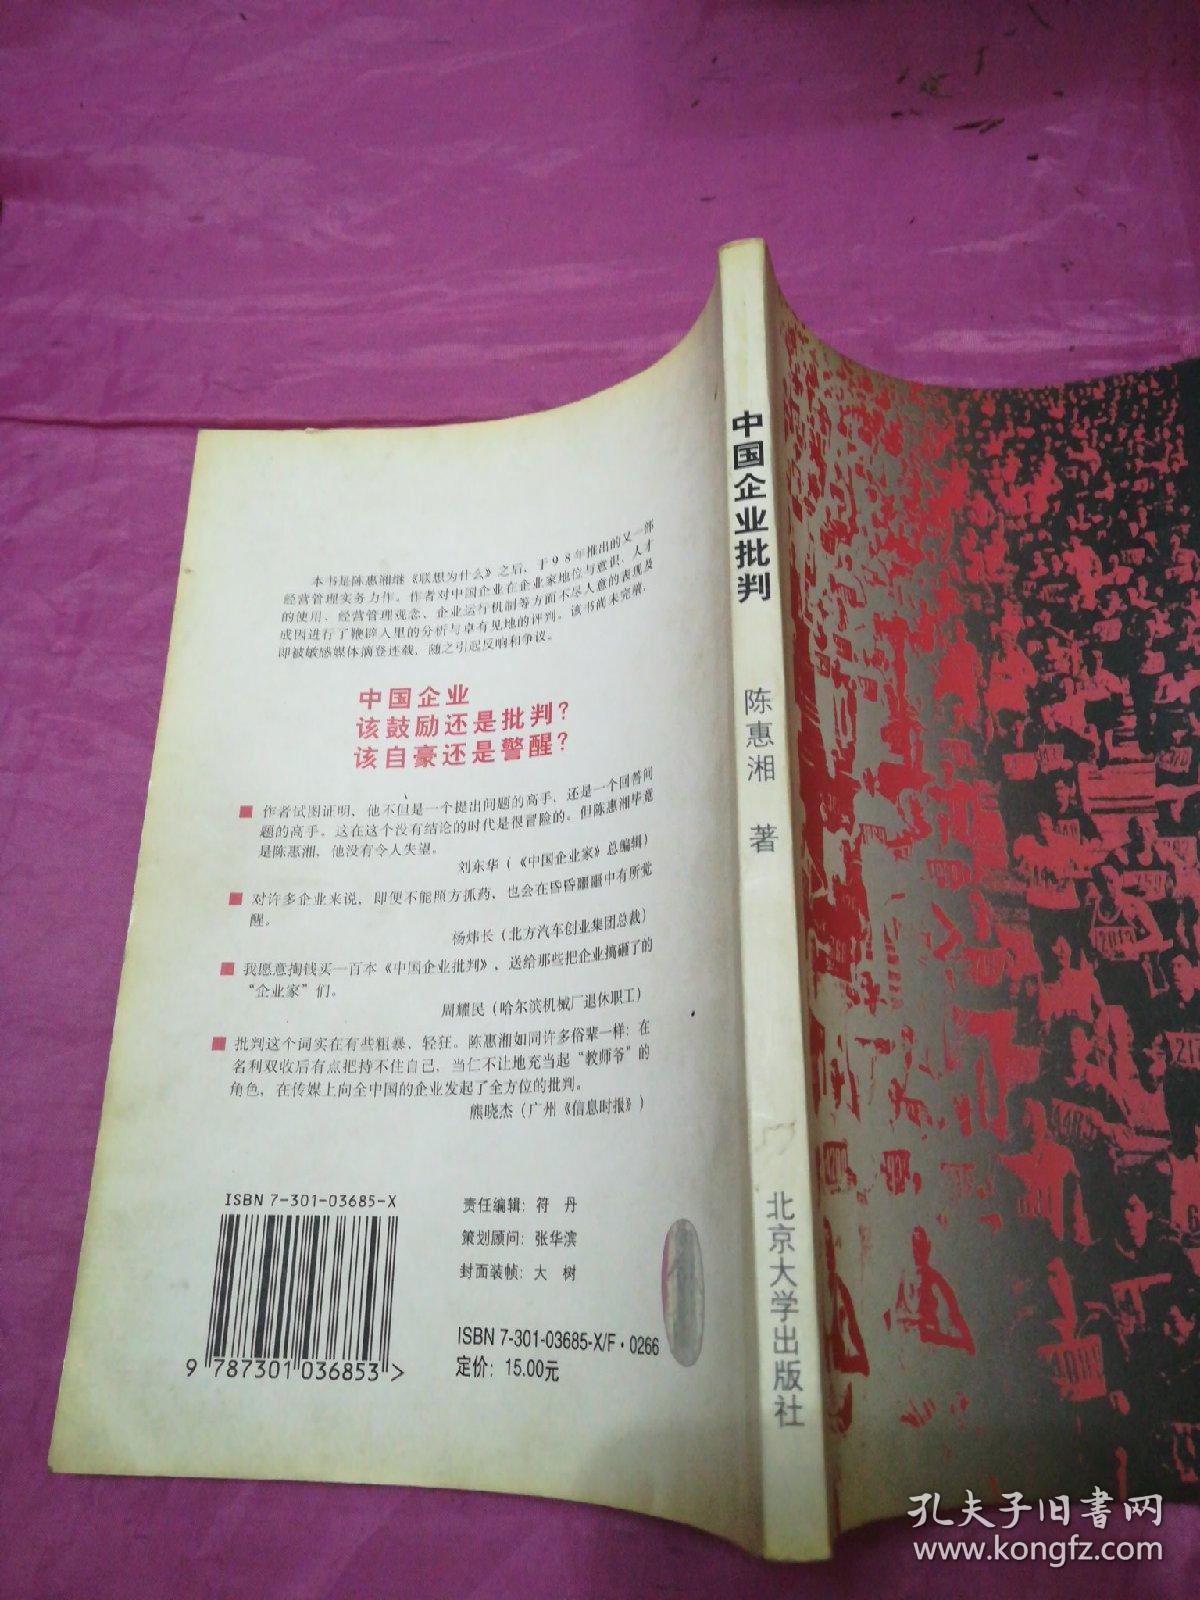 本书是陈惠湘继《联想为什么》之后，于98年推出的又一部
经营管理实务力作。作者对中国企业在企业家地位与意识、人才
的使用、经营管理观念、企业运行机制等方面不尽人意的表现及
成因进行了鞭辟入里的分析与卓有见地的评判。该书尚未完稿，
即被敏感媒体滴登连载，随之引起反响和争议。
中国企业
该鼓励还是批判?
该自豪还是警醒?
作者试图证明，他不但是一个提出问题的高手，还是一个回答问
题的高手。这在这个没有结论的时代是很冒险的。但陈惠湘毕竟
是陈惠湘，他没有令人失望。
刘东华(《中国企业家》总编辑)
对许多企业来说，即便不能照方抓药，也会在昏昏噩噩中有所觉
醒。
杨炜长(北方汽车创业集团总裁)
我愿意掏钱买一百本《中国企业批判》，送给那些把企业搞砸了的
“企业家”们。
周耀民(哈尔滨机械厂退休职工)
批判这个词实在有些粗暴、轻狂。陈惠湘如同许多俗辈一样：在
名利双收后有点把持不住自己，当仁不让地充当起“教师爷”的
角色，在传媒上向全中国的企业发起了全方位的批判。
熊晓杰(广州《信息时报》)
ISBN 7-301-03685-X
9 787301 036853 >
责任编辑：符 丹
策划顾问：张华滨
封面装帧：大 树
ISBN 7-301-03685-X/F·0266
定价：15.00元
中国企业批判
陈惠湘 著
北京大学出版社
孔夫子旧书网
www.kongfz.com